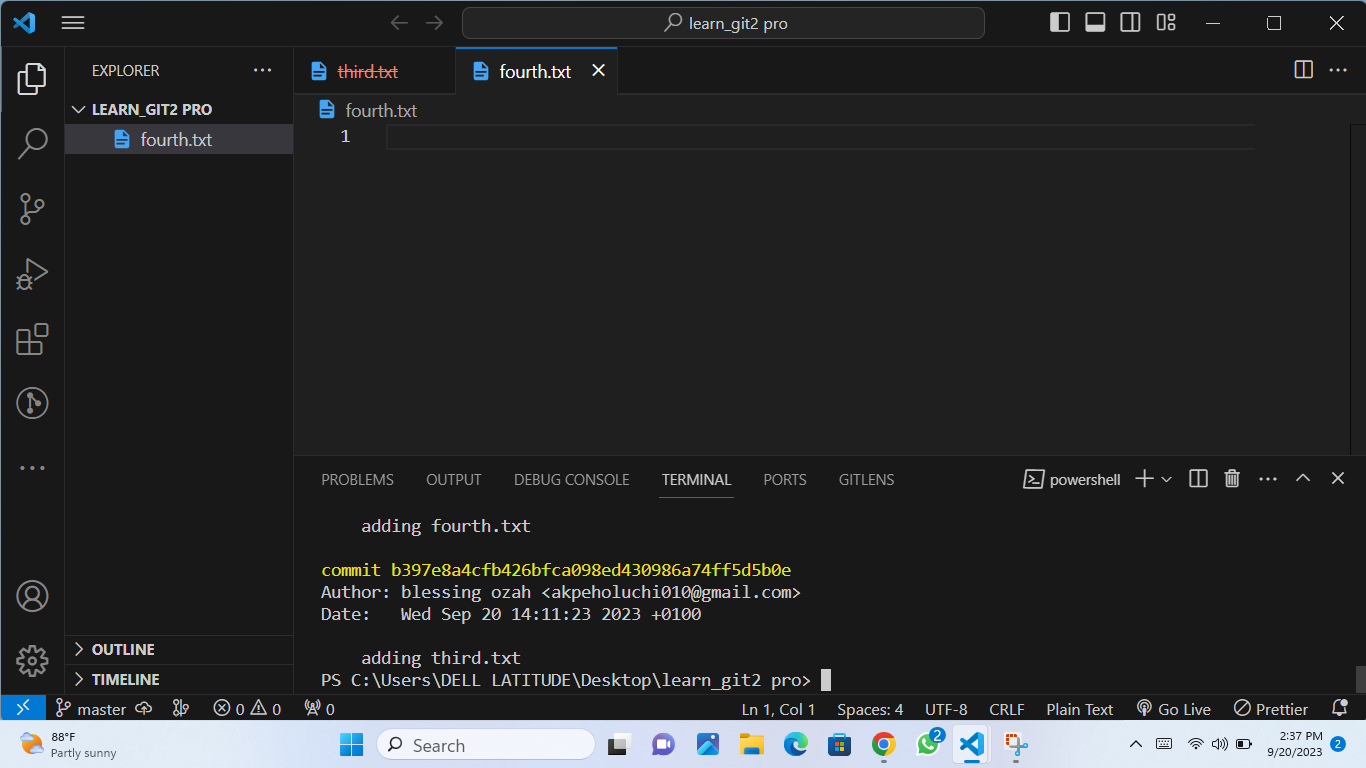 learn_git2 pro
EXPLORER
third.txt
fourth.txt
LEARN_GIT2 PRO
fourth.txt
fourth.txt
1
PROBLEMS OUTPUT DEBUG CONSOLE TERMINAL PORTS GITLENS
powershell
adding fourth.txt
commit b397e8a4cfb426bfca098ed430986a74ff5d5b0e
Author: blessing ozah <akpeholuchi010@gmail.com>
Date:   Wed Sep 20 14:11:23 2023 +0100
adding third.txt
PS C:\Users\DELL LATITUDE\Desktop\learn_git2 pro>
OUTLINE
TIMELINE
master 0 0 0 Ln 1, Col 1 Spaces: 4 UTF-8 CRLF Plain Text Go Live Prettier
88°F
Partly sunny
Search
2
2:37 PM
9/20/2023
2